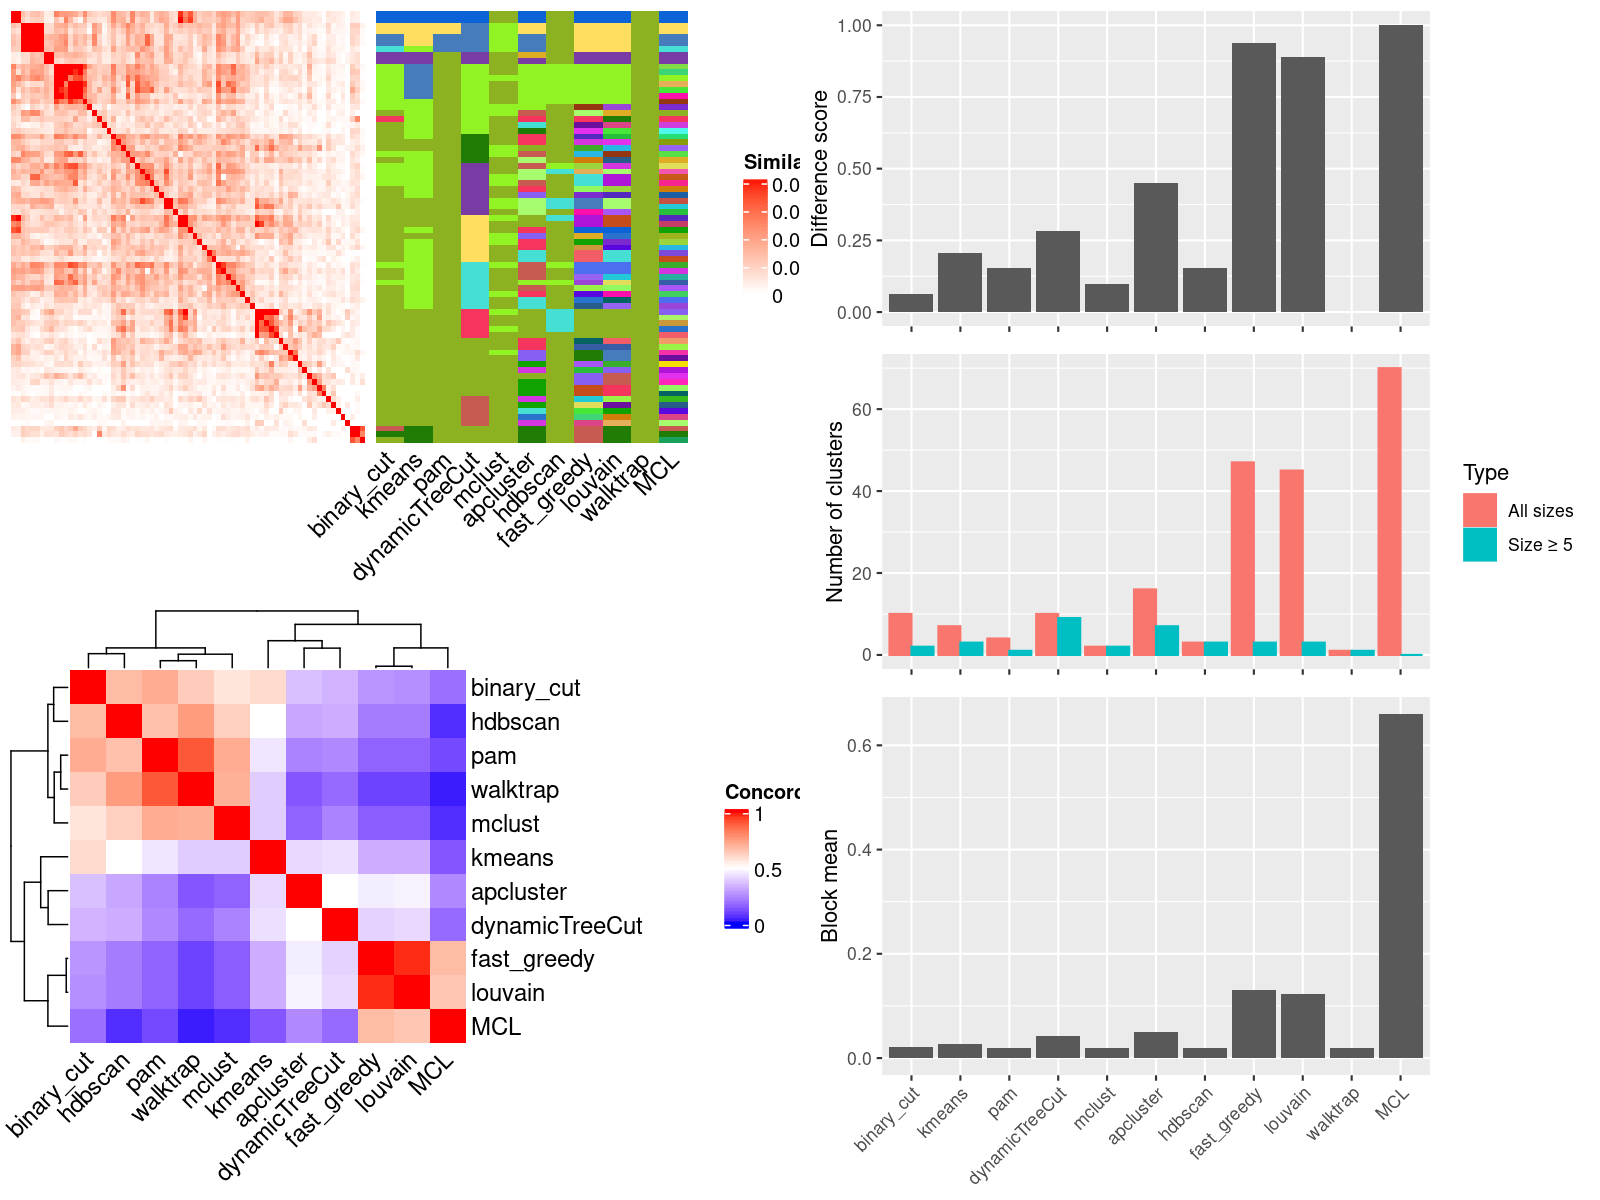 Simila
0.0
0.0
0.0
0.0
0
binary_cut
kmeans
pam
dynamicTreeCut
mclust
apcluster
hdbscan
fast_greedy
louvain
walktrap
MCL
binary_cut
hdbscan
pam
walktrap
mclust
kmeans
apcluster
dynamicTreeCut
fast_greedy
louvain
MCL
Concord
1
0.5
0
binary_cut
hdbscan
pam
walktrap
mclust
kmeans
apcluster
dynamicTreeCut
fast_greedy
louvain
MCL
Difference score
1.00
0.75
0.50
0.25
0.00
Number of clusters
60
40
20
0
Type
All sizes
Size ≥ 5
Block mean
0.6
0.4
0.2
0.0
binary_cut
kmeans
pam
dynamicTreeCut
mclust
apcluster
hdbscan
fast_greedy
louvain
walktrap
MCL